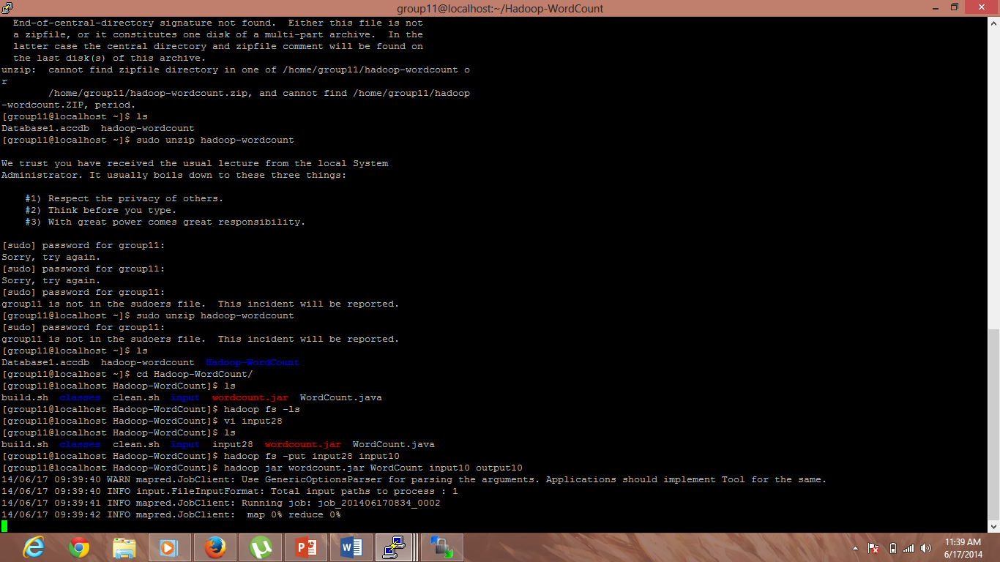 group11@localhost:~/Hadoop-WordCount
End-of-central-directory signature not found.  Either this file is not
a zipfile, or it constitutes one disk of a multi-part archive.  In the
latter case the central directory and zipfile comment will be found on
the last disk(s) of this archive.
unzip:  cannot find zipfile directory in one of /home/group11/hadoop-wordcount o
r
/home/group11/hadoop-wordcount.zip, and cannot find /home/group11/hadoop
-wordcount.ZIP, period.
[group11@localhost ~]$ ls
Database1.accdb  hadoop-wordcount
[group11@localhost ~]$ sudo unzip hadoop-wordcount
We trust you have received the usual lecture from the local System
Administrator. It usually boils down to these three things:
#1) Respect the privacy of others.
#2) Think before you type.
#3) With great power comes great responsibility.
[sudo] password for group11:
Sorry, try again.
[sudo] password for group11:
Sorry, try again.
[sudo] password for group11:
group11 is not in the sudoers file.  This incident will be reported.
[group11@localhost ~]$ sudo unzip hadoop-wordcount
[sudo] password for group11:
group11 is not in the sudoers file.  This incident will be reported.
[group11@localhost ~]$ ls
Database1.accdb  hadoop-wordcount  Hadoop-WordCount
[group11@localhost ~]$ cd Hadoop-WordCount/
[group11@localhost Hadoop-WordCount]$ ls
build.sh  classes  clean.sh  input  wordcount.jar  WordCount.java
[group11@localhost Hadoop-WordCount]$ hadoop fs -ls
[group11@localhost Hadoop-WordCount]$ vi input28
[group11@localhost Hadoop-WordCount]$ ls
build.sh  classes  clean.sh  input  input28  wordcount.jar  WordCount.java
[group11@localhost Hadoop-WordCount]$ hadoop fs -put input28 input10
[group11@localhost Hadoop-WordCount]$ hadoop jar wordcount.jar WordCount input10 output10
14/06/17 09:39:40 WARN mapred.JobClient: Use GenericOptionsParser for parsing the arguments. Applications should implement Tool for the same.
14/06/17 09:39:40 INFO input.FileInputFormat: Total input paths to process : 1
14/06/17 09:39:41 INFO mapred.JobClient: Running job: job_201406170834_0002
14/06/17 09:39:42 INFO mapred.JobClient:  map 0% reduce 0%
11:39 AM
6/17/2014